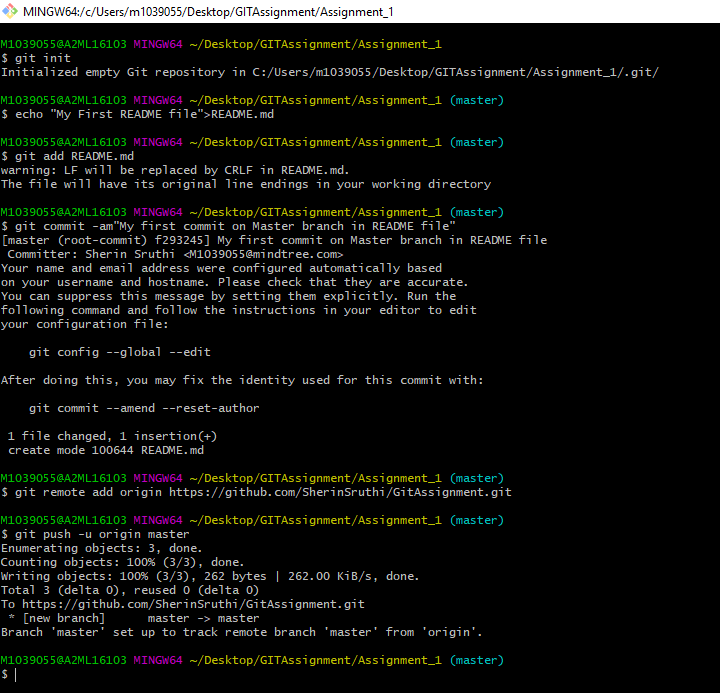 MINGW64:/c/Users/m1039055/Desktop/GITAssignment/Assignment_1
M1039055@A2ML16103 MINGW64 ~/Desktop/GITAssignment/Assignment_1
$ git init
Initialized empty Git repository in C:/Users/m1039055/Desktop/GITAssignment/Assignment_1/.git/
M1039055@A2ML16103 MINGW64 ~/Desktop/GITAssignment/Assignment_1 (master)
$ echo "My First README file">README.md
M1039055@A2ML16103 MINGW64 ~/Desktop/GITAssignment/Assignment_1 (master)
$ git add README.md
warning: LF will be replaced by CRLF in README.md.
The file will have its original line endings in your working directory
M1039055@A2ML16103 MINGW64 ~/Desktop/GITAssignment/Assignment_1 (master)
$ git commit -am"My first commit on Master branch in README file"
[master (root-commit) f293245] My first commit on Master branch in README file
 Committer: Sherin Sruthi <M1039055@mindtree.com>
Your name and email address were configured automatically based
on your username and hostname. Please check that they are accurate.
You can suppress this message by setting them explicitly. Run the
following command and follow the instructions in your editor to edit
your configuration file:
    git config --global --edit
After doing this, you may fix the identity used for this commit with:
    git commit --amend --reset-author
 1 file changed, 1 insertion(+)
 create mode 100644 README.md
M1039055@A2ML16103 MINGW64 ~/Desktop/GITAssignment/Assignment_1 (master)
$ git remote add origin https://github.com/SherinSruthi/GitAssignment.git
M1039055@A2ML16103 MINGW64 ~/Desktop/GITAssignment/Assignment_1 (master)
$ git push -u origin master
Enumerating objects: 3, done.
Counting objects: 100% (3/3), done.
Writing objects: 100% (3/3), 262 bytes | 262.00 KiB/s, done.
Total 3 (delta 0), reused 0 (delta 0)
To https://github.com/SherinSruthi/GitAssignment.git
 * [new branch]      master -> master
Branch 'master' set up to track remote branch 'master' from 'origin'.
M1039055@A2ML16103 MINGW64 ~/Desktop/GITAssignment/Assignment_1 (master)
$